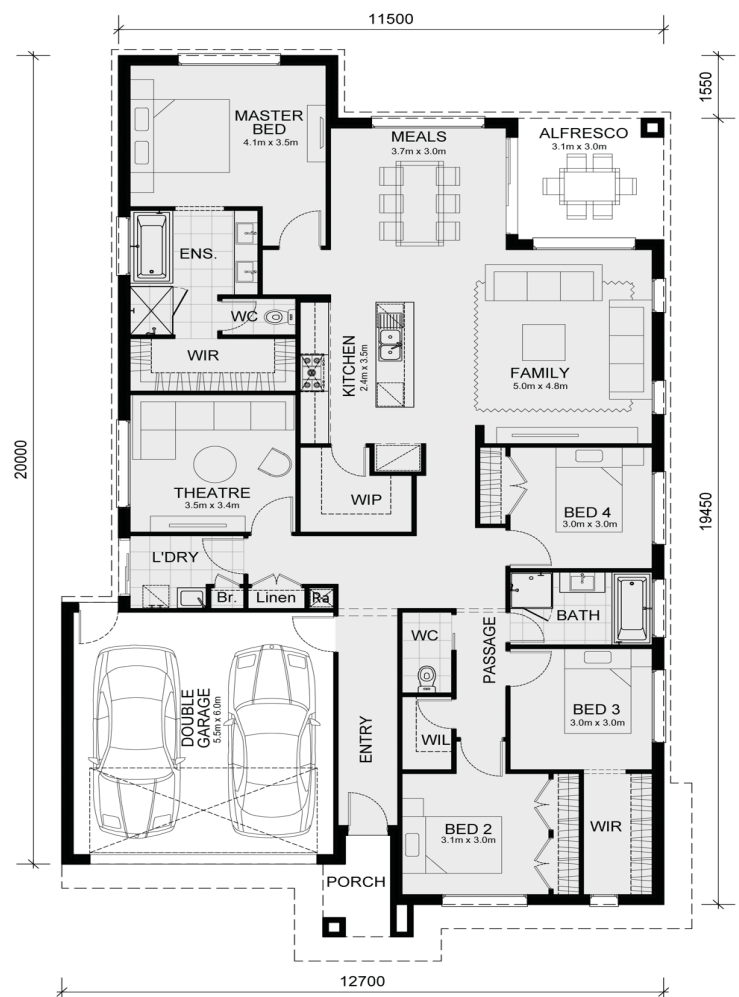 11500
1550
MASTER
BED
4.1m x 3.5m
MEALS
3.7m x 3.0m
ALFRESCO
3.1m x 3.0m
ENS.
WC
WIR
KITCHEN
2.4m x 3.5m
FAMILY
5.0m x 4.8m
20000
THEATRE
3.5m x 3.4m
WIP
BED 4
3.0m x 3.0m
19450
L'DRY
Br.
Linen
Ra
BATH
WC
PASSAGE
DOUBLE
GARAGE
5.5m x 6.0m
ENTRY
WIL
BED 3
3.0m x 3.0m
BED 2
3.1m x 3.0m
WIR
PORCH
12700